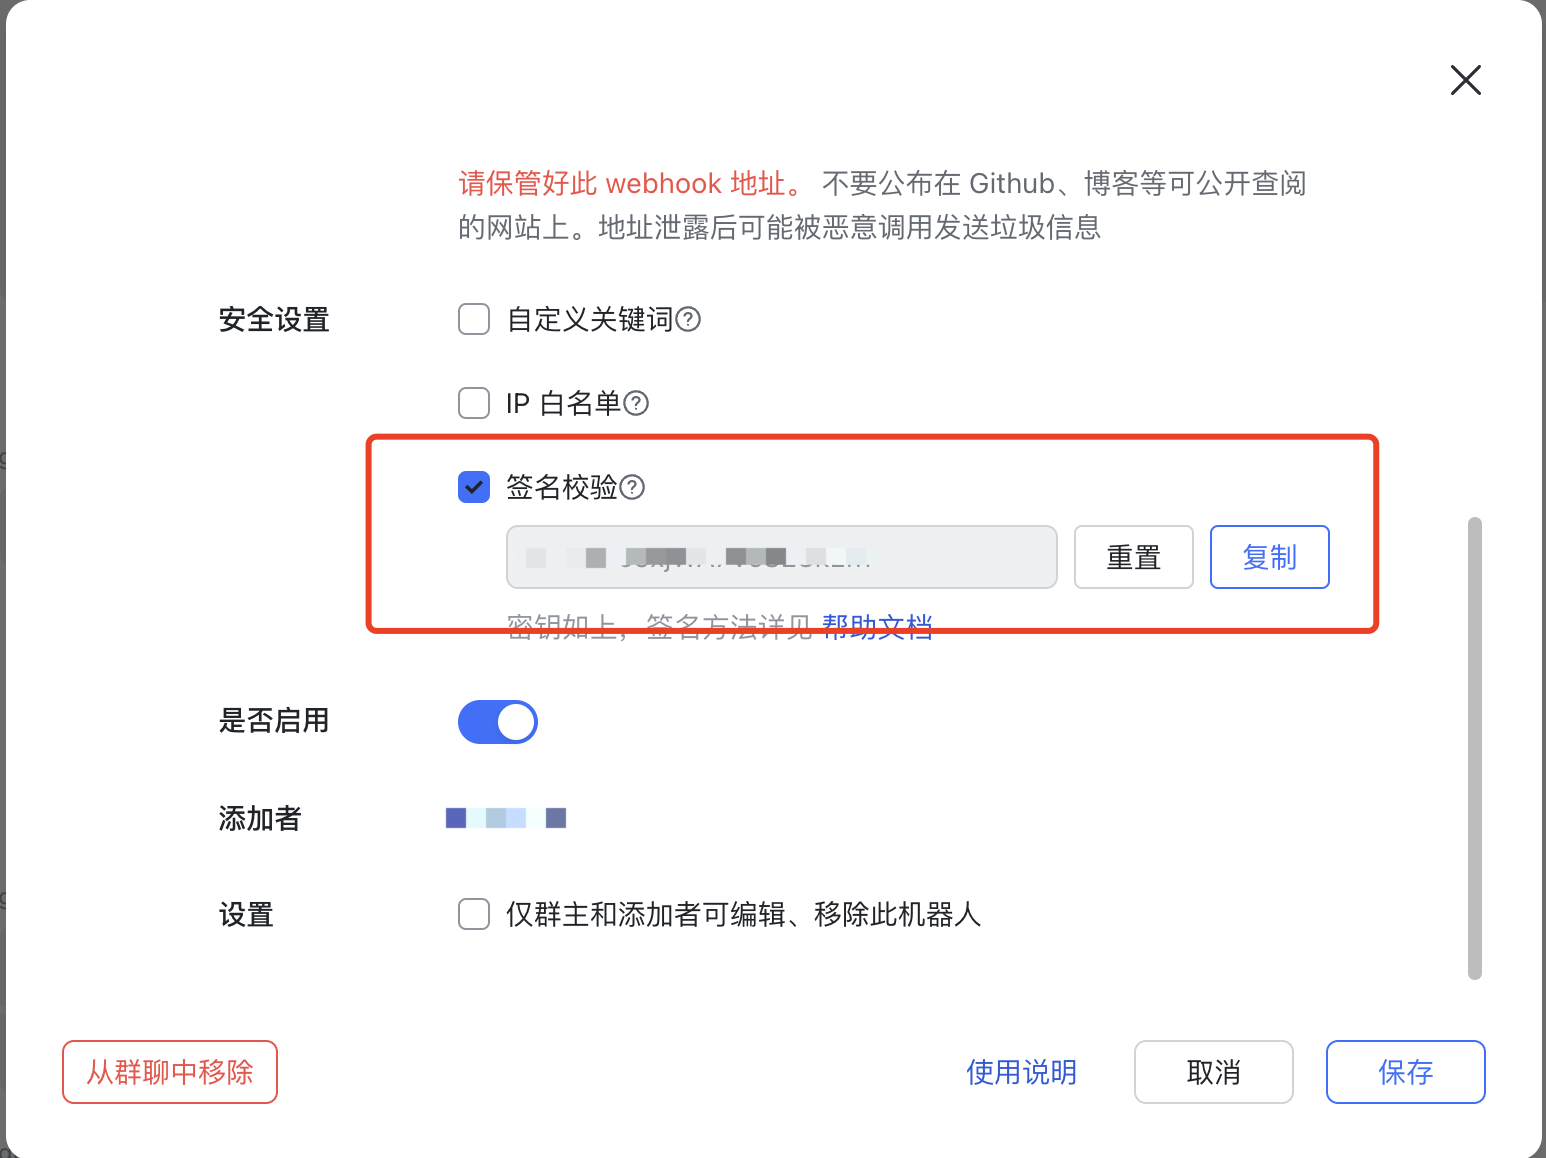 请保管好此 webhook 地址。 不要公布在 Github、博客等可公开查阅
的网站上。地址泄露后可能被恶意调用发送垃圾信息
安全设置
自定义关键词
IP 白名单
签名校验
重置
复制
密钥如上，签名方法详见 帮助文档
是否启用
添加者
设置
仅群主和添加者可编辑、移除此机器人
从群聊中移除
使用说明
取消
保存